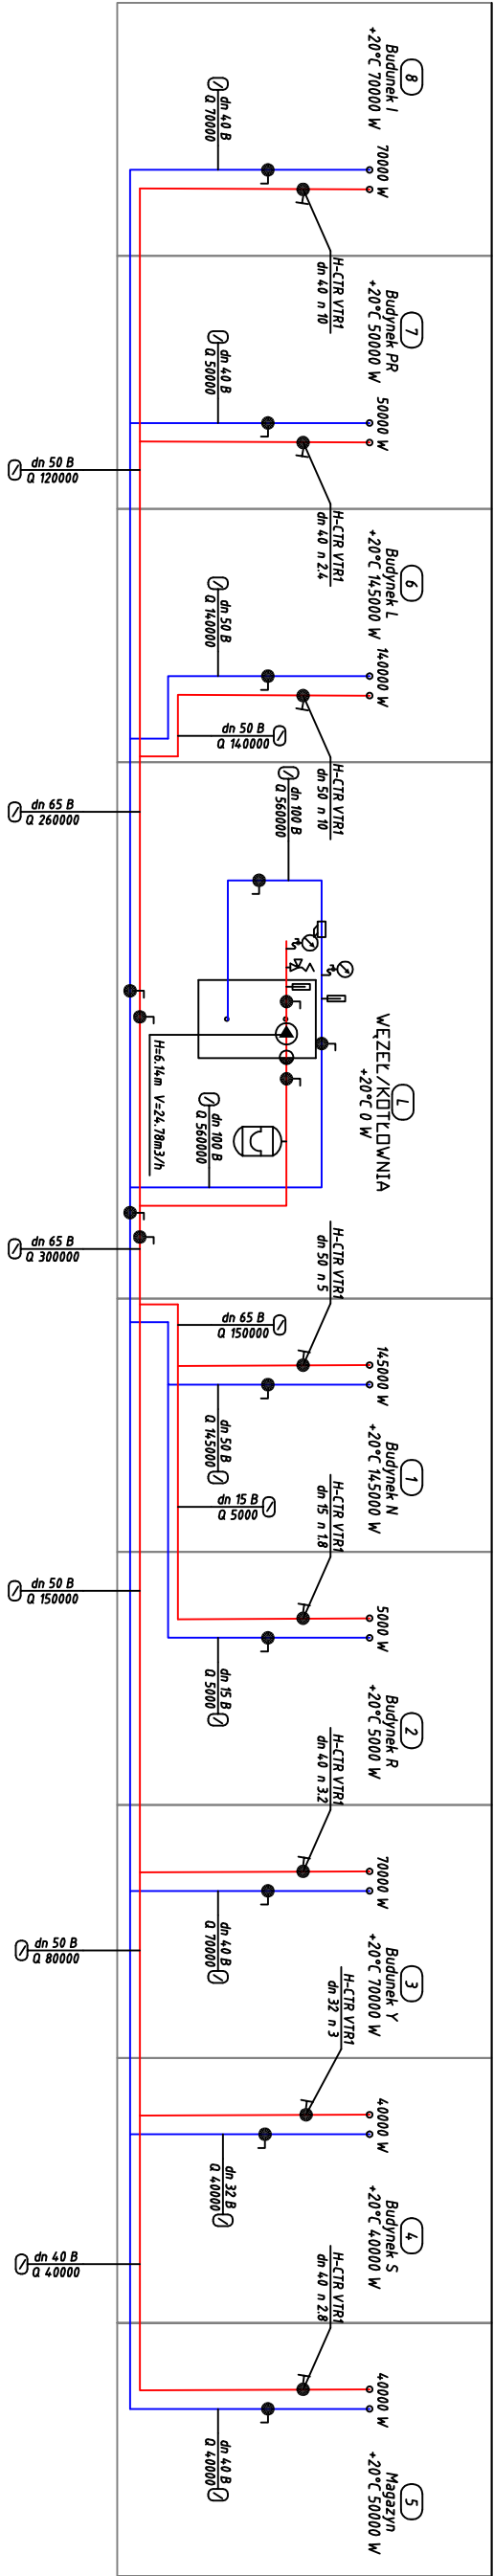 8
Budunek I
+20°C 70000 W
70000 W
dn 40 B
Q 70000
H-CTR VTR1
dn 40 n 10
7
Budynek PR
+20°C 50000 W
50000 W
dn 40 B
Q 50000
H-CTR VTR1
dn 40 n 2.4
dn 50 B
Q 120000
6
Budynek L
+20°C 145000 W
140000 W
dn 50 B
Q 140000
H-CTR VTR1
dn 50 n 10
dn 50 B
Q 140000
dn 65 B
Q 260000
dn 100 B
Q 560000
L
WĘZEŁ/KOTŁOWNIA
+20°C 0 W
H=6.14m V=24.78m3/h
dn 100 B
Q 560000
dn 65 B
Q 300000
1
Budynek N
+20°C 145000 W
145000 W
H-CTR VTR1
dn 50 n 5
dn 65 B
Q 150000
dn 50 B
Q 145000
dn 15 B
Q 5000
2
Budynek R
+20°C 5000 W
5000 W
H-CTR VTR1
dn 15 n 1.8
dn 15 B
Q 5000
dn 50 B
Q 150000
3
Budunek Y
+20°C 70000 W
70000 W
H-CTR VTR1
dn 40 n 3.2
dn 40 B
Q 70000
dn 50 B
Q 80000
4
Budynek S
+20°C 40000 W
40000 W
H-CTR VTR1
dn 32 n 3
dn 32 B
Q 40000
dn 40 B
Q 40000
5
Magazyn
+20°C 50000 W
40000 W
H-CTR VTR1
dn 40 n 2.8
dn 40 B
Q 40000